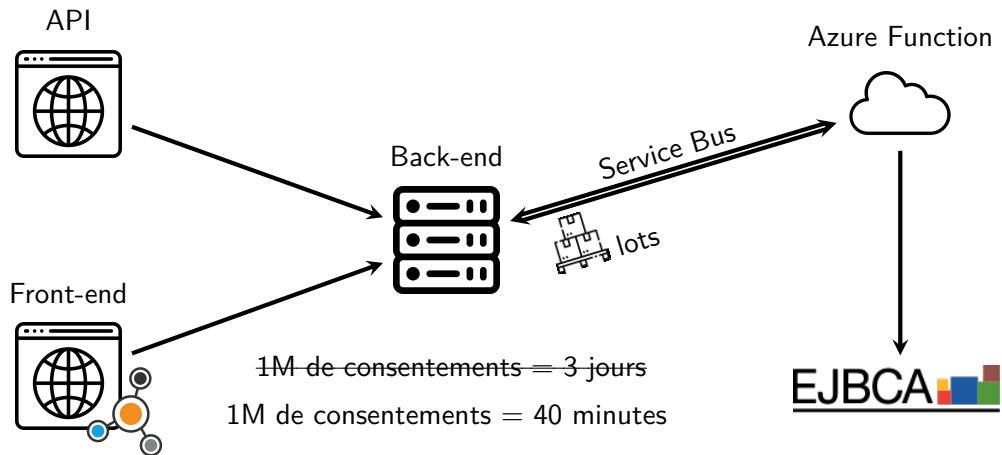 API
Azure Function
Back-end
Service Bus
lots
Front-end
1M de consentements = 3 jours
1M de consentements = 40 minutes
EJBCA